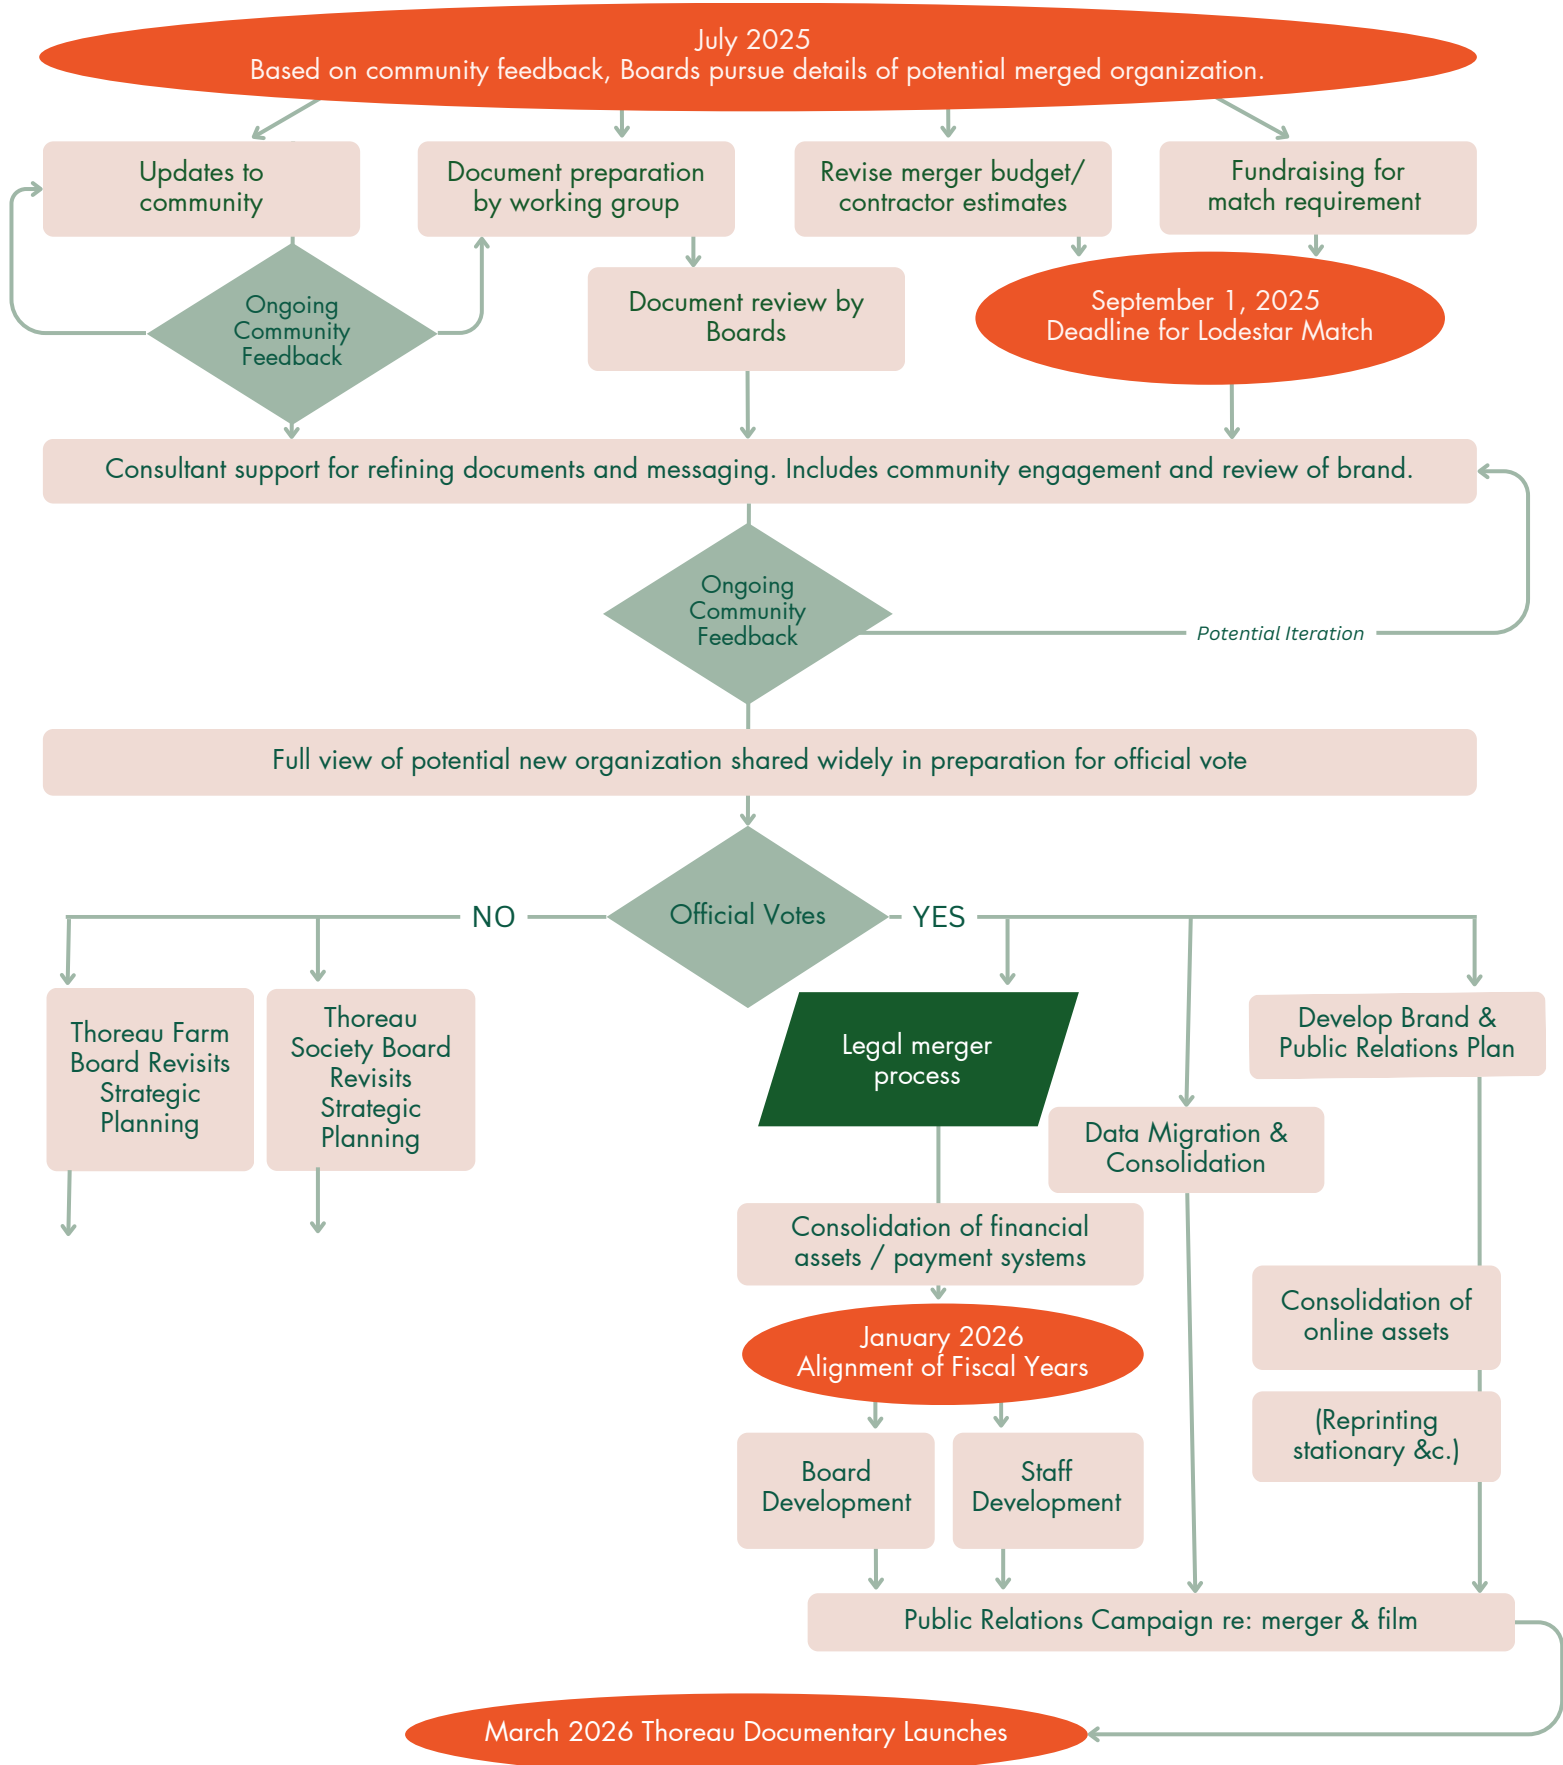 July 2025
Based on community feedback, Boards pursue details of potential merged organization.
Updates to
community
Document preparation
by working group
Revise merger budget/
contractor estimates
Fundraising for
match requirement
Ongoing
Community
Feedback
Document review by
Boards
September 1, 2025
Deadline for Lodestar Match
Consultant support for refining documents and messaging. Includes community engagement and review of brand.
Ongoing
Community
Feedback
Potential Iteration
Full view of potential new organization shared widely in preparation for official vote
NO
Official Votes
YES
Thoreau Farm
Board Revisits
Strategic
Planning
Thoreau
Society Board
Revisits
Strategic
Planning
Legal merger
process
Develop Brand &
Public Relations Plan
Data Migration &
Consolidation
Consolidation of financial
assets / payment systems
Consolidation of
online assets
January 2026
Alignment of Fiscal Years
(Reprinting
stationary &c.)
Board
Development
Staff
Development
Public Relations Campaign re: merger & film
March 2026 Thoreau Documentary Launches